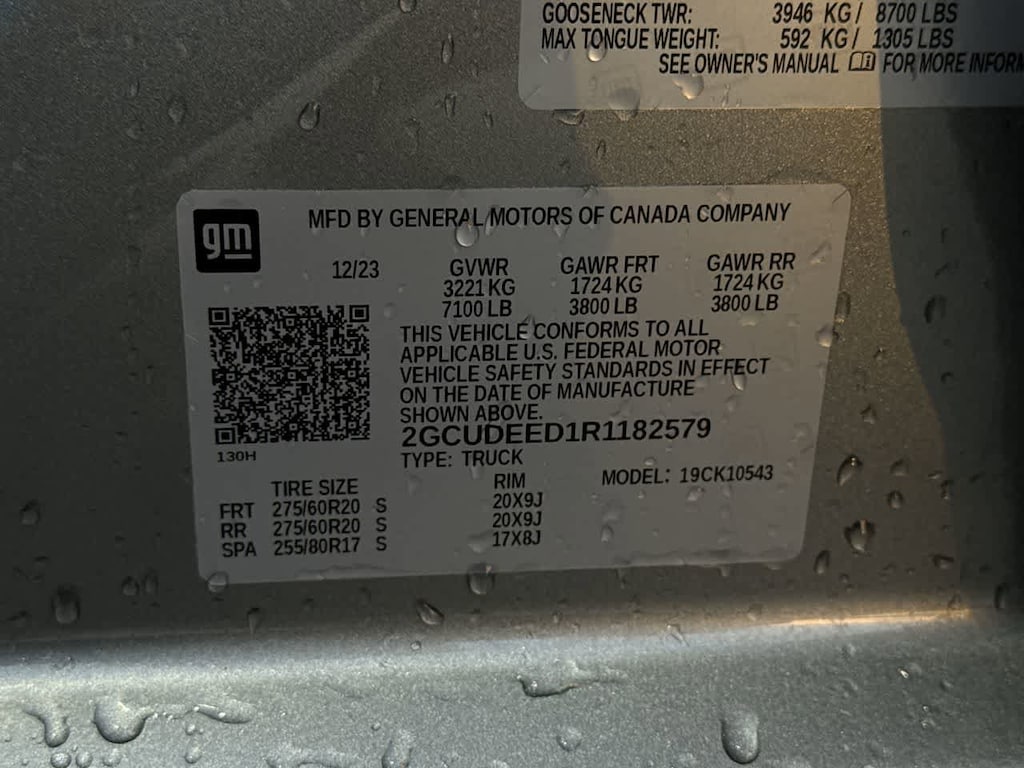 GOOSENECK TWR: 3946 KG / 8700 LBS
MAX TONGUE WEIGHT: 592 KG / 1305 LBS
SEE OWNER'S MANUAL FOR MORE INFORM
gm
MFD BY GENERAL MOTORS OF CANADA COMPANY
12/23 GVWR GAWR FRT GAWR RR
3221 KG 1724 KG 1724 KG
7100 LB 3800 LB 3800 LB
THIS VEHICLE CONFORMS TO ALL
APPLICABLE U.S. FEDERAL MOTOR
VEHICLE SAFETY STANDARDS IN EFFECT
ON THE DATE OF MANUFACTURE
SHOWN ABOVE.
2GCUDEED1R1182579
130H
TYPE: TRUCK
TIRE SIZE RIM MODEL: 19CK10543
FRT 275/60R20 S 20X9J
RR 275/60R20 S 20X9J
SPA 255/80R17 S 17X8J